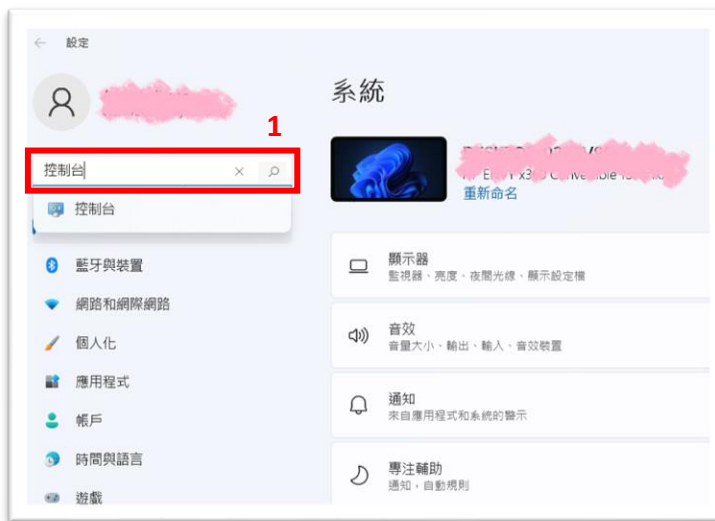 設定
系統
1
控制台
控制台
重新命名
藍牙與裝置
網路和網際網路
個人化
應用程式
帳戶
時間與語言
遊戲
顯示器
監視器、亮度、夜間光線、顯示設定檔
音效
音量大小、輸出、輸入、音效裝置
通知
來自應用程式和系統的警示
專注輔助
通知，自動規則